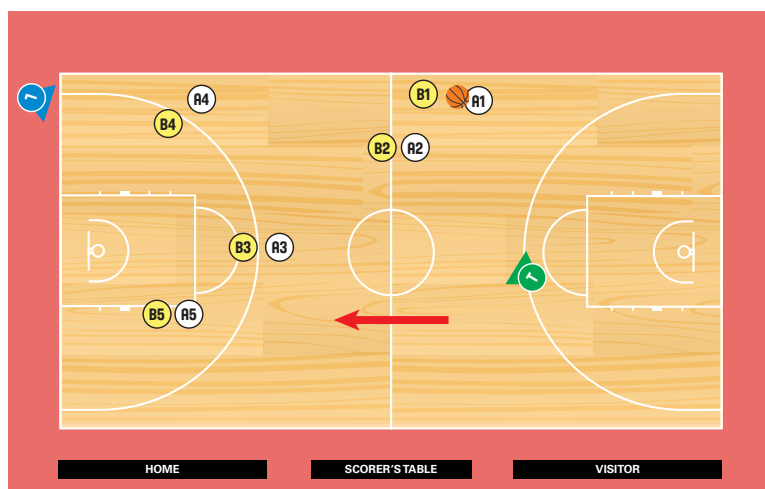 L
A4
B4
B1
A1
B2
A2
B3
A3
T
B5
A5
HOME
SCORER'S TABLE
VISITOR